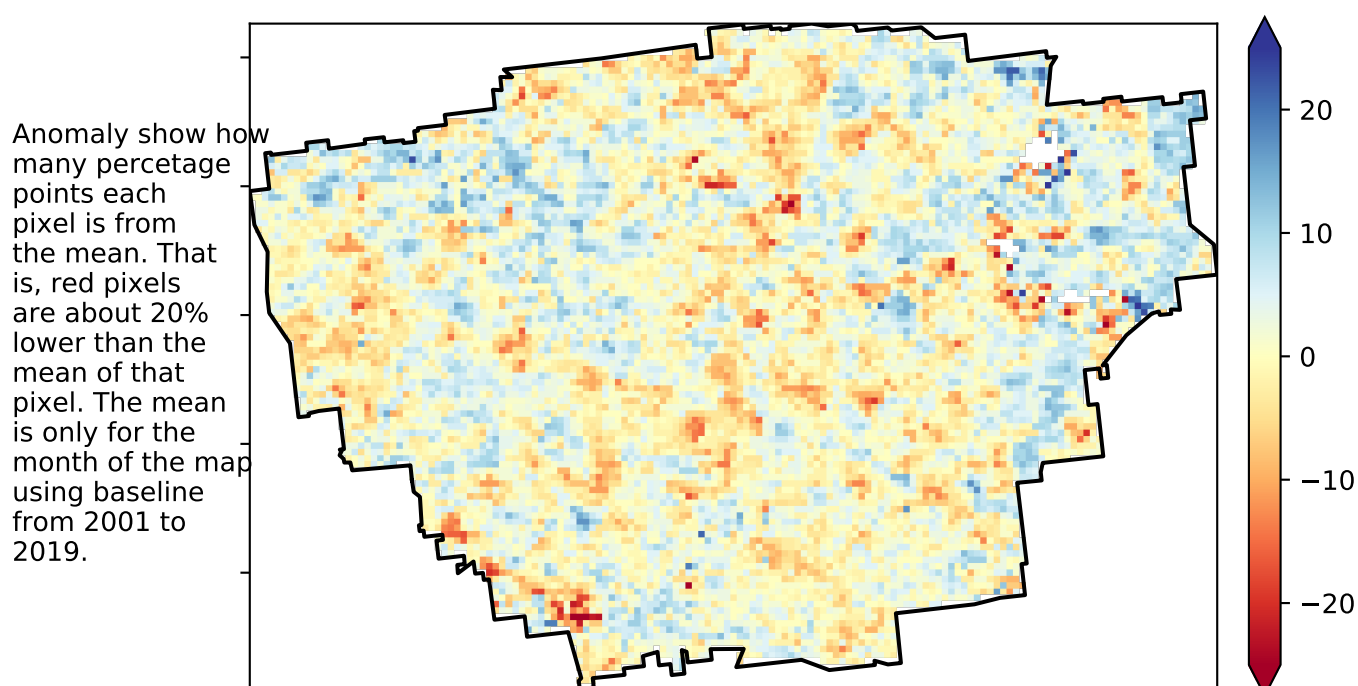 Anomaly show how
many percetage
points each
pixel is from
the mean. That
is, red pixels
are about 20%
lower than the
mean of that
pixel. The mean
is only for the
month of the map
using baseline
from 2001 to
2019.
20
10
0
−10
−20